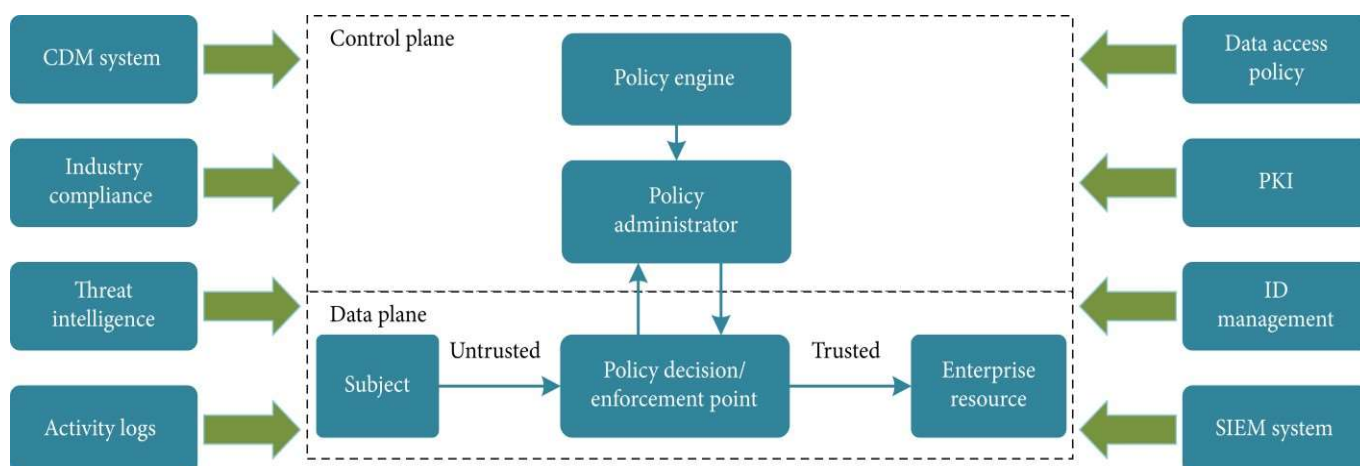 CDM system
Industry
compliance
Threat
intelligence
Activity logs
Control plane
Policy engine
Policy
administrator
Data plane
Subject
Untrusted
Policy decision/
enforcement point
Trusted
Enterprise
resource
Data access
policy
PKI
ID
management
SIEM system